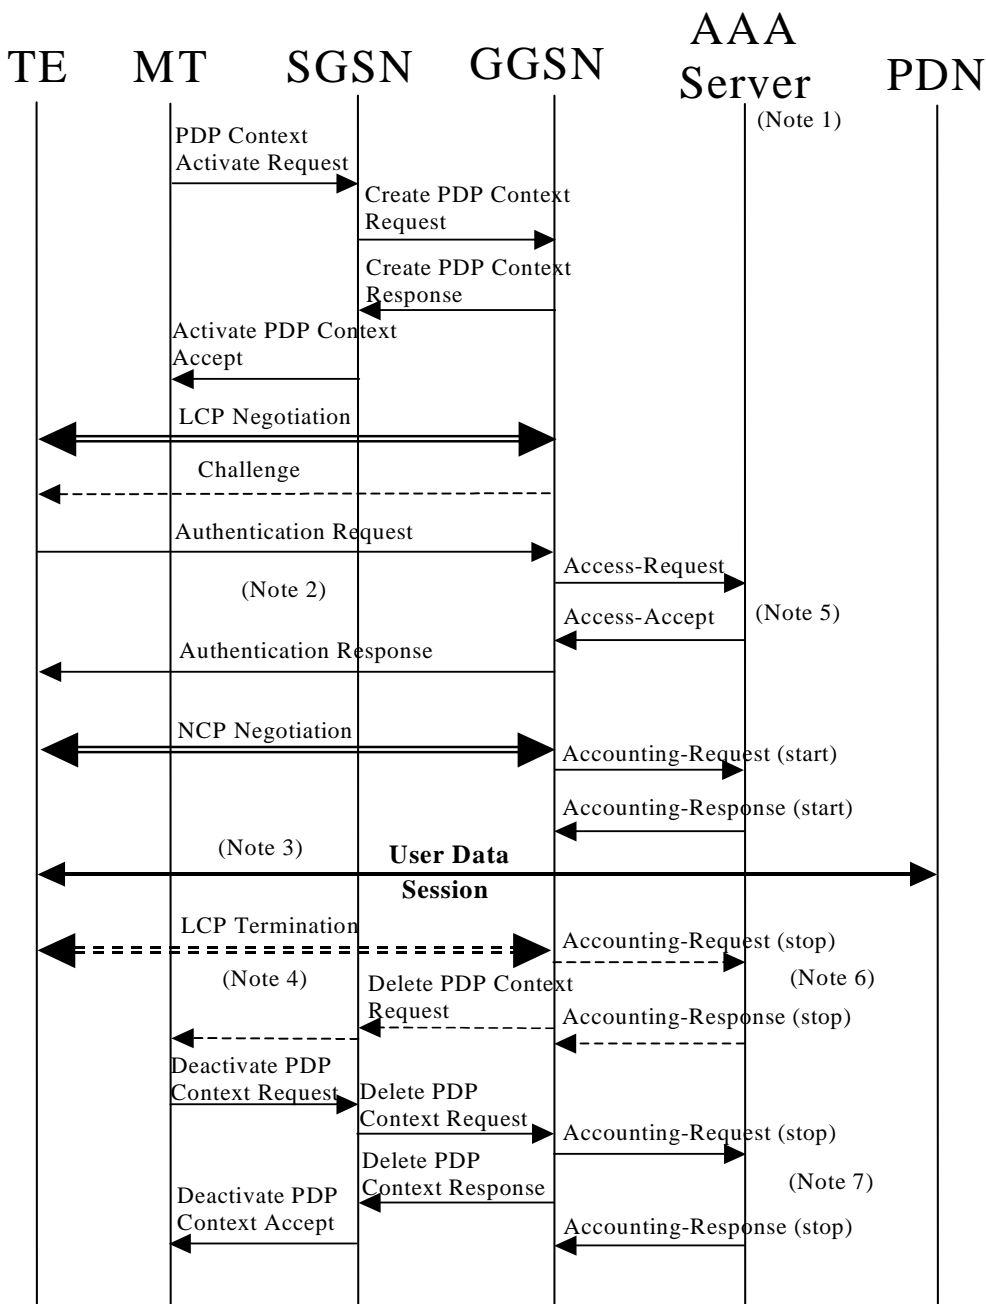 TE
MT
SGSN
GGSN
AAA
Server
PDN
(Note 1)
PDP Context
Activate Request
Create PDP Context
Request
Create PDP Context
Response
Activate PDP Context
Accept
LCP Negotiation
Challenge
Authentication Request
Access-Request
(Note 2)
(Note 5)
Access-Accept
Authentication Response
NCP Negotiation
Accounting-Request (start)
Accounting-Response (start)
(Note 3)
User Data
Session
LCP Termination
Accounting-Request (stop)
(Note 4)
(Note 6)
Delete PDP Context
Request
Accounting-Response (stop)
Deactivate PDP
Context Request
Delete PDP
Context Request
Accounting-Request (stop)
Delete PDP
Context Response
(Note 7)
Deactivate PDP
Context Accept
Accounting-Response (stop)